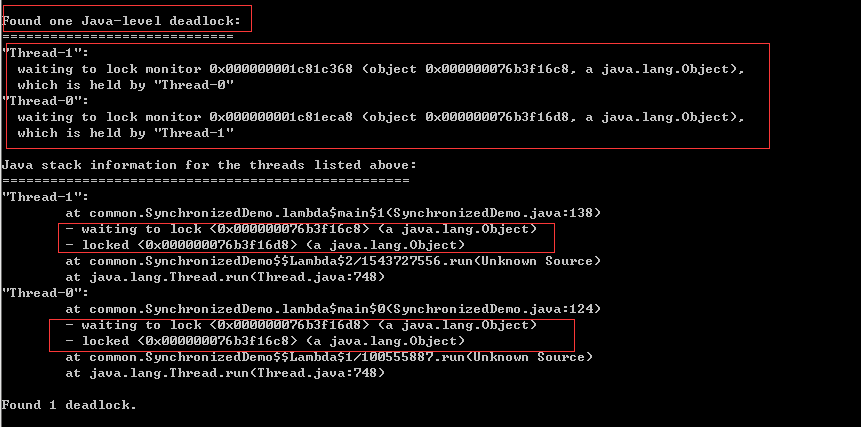 Found one Java-level deadlock:
=============================
"Thread-1":
  waiting to lock monitor 0x000000001c81c368 (object 0x000000076b3f16c8, a java.lang.Object),
  which is held by "Thread-0"
"Thread-0":
  waiting to lock monitor 0x000000001c81eca8 (object 0x000000076b3f16d8, a java.lang.Object),
  which is held by "Thread-1"
Java stack information for the threads listed above:
===================================================
"Thread-1":
        at common.SynchronizedDemo.lambda$main$1(SynchronizedDemo.java:138)
        - waiting to lock <0x000000076b3f16c8> (a java.lang.Object)
        - locked <0x000000076b3f16d8> (a java.lang.Object)
        at common.SynchronizedDemo$$Lambda$2/1543727556.run(Unknown Source)
        at java.lang.Thread.run(Thread.java:748)
"Thread-0":
        at common.SynchronizedDemo.lambda$main$0(SynchronizedDemo.java:124)
        - waiting to lock <0x000000076b3f16d8> (a java.lang.Object)
        - locked <0x000000076b3f16c8> (a java.lang.Object)
        at common.SynchronizedDemo$$Lambda$1/100555887.run(Unknown Source)
        at java.lang.Thread.run(Thread.java:748)
Found 1 deadlock.